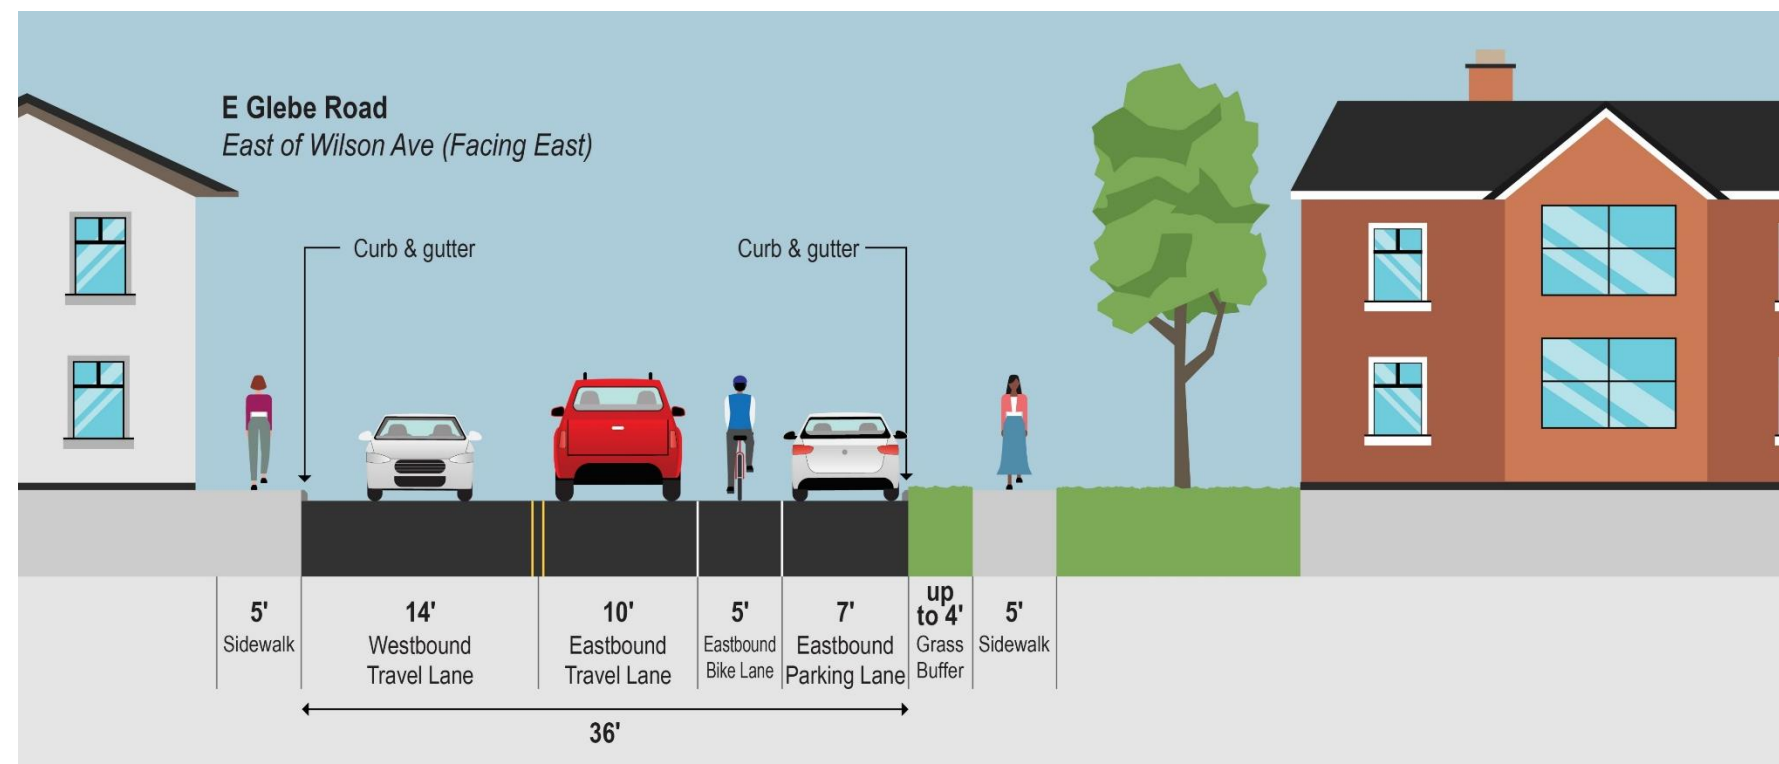 E Glebe Road
East of Wilson Ave (Facing East)
Curb & gutter
Curb & gutter
5'
Sidewalk
14'
Westbound
Travel Lane
10'
Eastbound
Travel Lane
5'
Eastbound
Bike Lane
7'
Eastbound
Parking Lane
up
to 4'
Grass
Buffer
5'
Sidewalk
36'